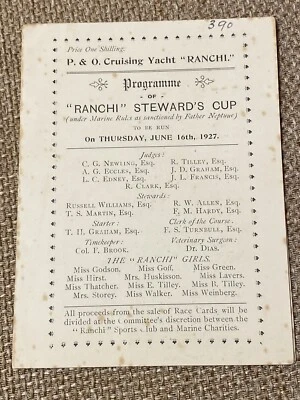 390
Price One Shilling.
P. & O. Cruising Yacht "RANCHI."
Programme
OF
"RANCHI" STEWARD'S CUP
(under Marine Rules as sanctioned by Father Neptune)
TO BE RUN
On THURSDAY, JUNE 16th, 1927.
Judges:
C. G. NEWLING, ESQ. R. TILLEY, ESQ.
A. G. ECCLES, ESQ. J. D. GRAHAM, ESQ.
L. C. EDNEY, ESQ. J. L. FRANCIS, ESQ.
R. CLARK, ESQ.
Stewards:
RUSSELL WILLIAMS, ESQ. R. W. ALLEN, ESQ.
T. S. MARTIN, ESQ. F. M. HARDY, ESQ.
Starter: Clerk of the Course:
T. H. GRAHAM, ESQ. F. S. TURNBULL, ESQ.
Timekeeper: Veterinary Surgeon:
COL. F. BROOK. DR. DIAS.
THE "RANCHI" GIRLS.
Miss Godson. Miss Goff. Miss Green.
Miss Hirst. Mrs. Huskisson. Miss Lavers.
Miss Thatcher. Miss E. Tilley. Miss B. Tilley.
Mrs. Storey. Miss Walker. Miss Weinberg.
All proceeds from the sale of Race Cards will
be divided at the Committee's discretion between the
"Ranchi" Sports Club and Marine Charities.